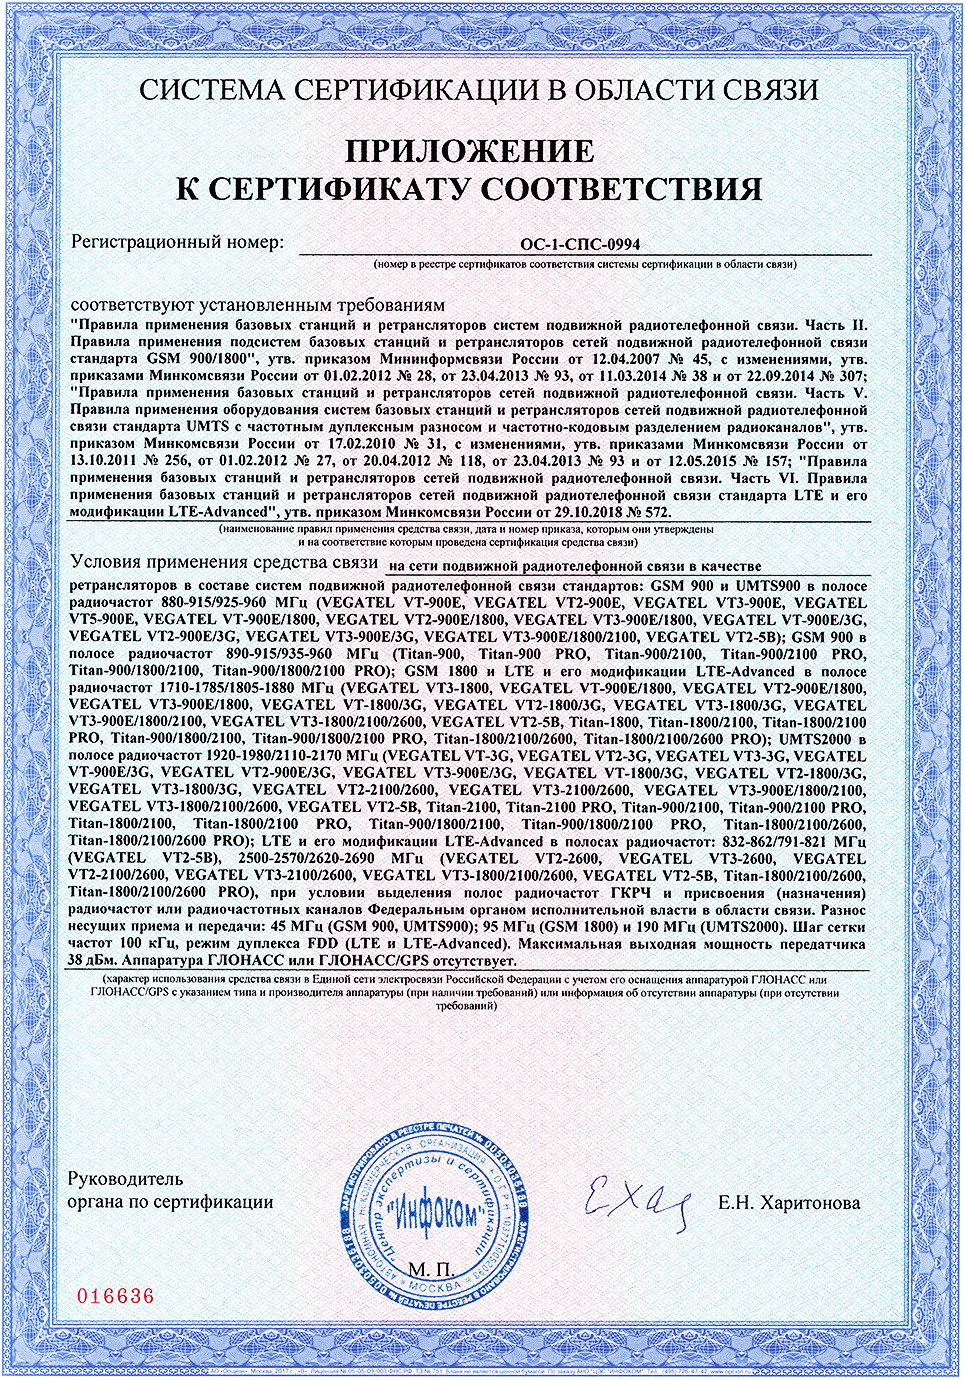 СИСТЕМА СЕРТИФИКАЦИИ В ОБЛАСТИ СВЯЗИ
ПРИЛОЖЕНИЕ
К СЕРТИФИКАТУ СООТВЕТСТВИЯ
Регистрационный номер: ОС-1-СПС-0994
(номер в реестре сертификатов соответствия системы сертификации в области связи)
соответствуют установленным требованиям
"Правила применения базовых станций и ретрансляторов систем подвижной радиотелефонной связи. Часть II.
Правила применения подсистем базовых станций и ретрансляторов сетей подвижной радиотелефонной связи
стандарта GSM 900/1800", утв. приказом Мининформсвязи России от 12.04.2007 № 45, с изменениями, утв.
приказами Минкомсвязи России от 01.02.2012 № 28, от 23.04.2013 № 93, от 11.03.2014 № 38 и от 22.09.2014 № 307;
"Правила применения базовых станций и ретрансляторов сетей подвижной радиотелефонной связи. Часть V.
Правила применения оборудования систем базовых станций и ретрансляторов сетей подвижной радиотелефонной
связи стандарта UMTS с частотным дуплексным разносом и частотно-кодовым разделением радиоканалов", утв.
приказом Минкомсвязи России от 17.02.2010 № 31, с изменениями, утв. приказами Минкомсвязи России от
13.10.2011 № 256, от 01.02.2012 № 27, от 20.04.2012 № 118, от 23.04.2013 № 93 и от 12.05.2015 № 157; "Правила
применения базовых станций и ретрансляторов сетей подвижной радиотелефонной связи. Часть VI. Правила
применения базовых станций и ретрансляторов сетей подвижной радиотелефонной связи стандарта LTE и его
модификации LTE-Advanced", утв. приказом Минкомсвязи России от 29.10.2018 № 572.
(наименование правил применения средства связи, дата и номер приказа, которым они утверждены
и на соответствие которым проведена сертификация средства связи)
Условия применения средства связи на сети подвижной радиотелефонной связи в качестве
ретрансляторов в составе систем подвижной радиотелефонной связи стандартов: GSM 900 и UMTS900 в полосе
радиочастот 880-915/925-960 МГц (VEGATEL VT-900E, VEGATEL VT2-900E, VEGATEL VT3-900E, VEGATEL
VT5-900E, VEGATEL VT-900E/1800, VEGATEL VT2-900E/1800, VEGATEL VT3-900E/1800, VEGATEL VT-900E/3G,
VEGATEL VT2-900E/3G, VEGATEL VT3-900E/3G, VEGATEL VT3-900E/1800/2100, VEGATEL VT2-5B); GSM 900 в
полосе радиочастот 890-915/935-960 МГц (Titan-900, Titan-900 PRO, Titan-900/2100, Titan-900/2100 PRO,
Titan-900/1800/2100, Titan-900/1800/2100 PRO); GSM 1800 и LTE и его модификации LTE-Advanced в полосе
радиочастот 1710-1785/1805-1880 МГц (VEGATEL VT3-1800, VEGATEL VT-900E/1800, VEGATEL VT2-900E/1800,
VEGATEL VT3-900E/1800, VEGATEL VT-1800/3G, VEGATEL VT2-1800/3G, VEGATEL VT3-1800/3G, VEGATEL
VT3-900E/1800/2100, VEGATEL VT3-1800/2100/2600, VEGATEL VT2-5B, Titan-1800, Titan-1800/2100, Titan-1800/2100
PRO, Titan-900/1800/2100, Titan-900/1800/2100 PRO, Titan-1800/2100/2600, Titan-1800/2100/2600 PRO); UMTS2000 в
полосе радиочастот 1920-1980/2110-2170 МГц (VEGATEL VT-3G, VEGATEL VT2-3G, VEGATEL VT3-3G, VEGATEL
VT-900E/3G, VEGATEL VT2-900E/3G, VEGATEL VT3-900E/3G, VEGATEL VT-1800/3G, VEGATEL VT2-1800/3G,
VEGATEL VT3-1800/3G, VEGATEL VT2-2100/2600, VEGATEL VT3-2100/2600, VEGATEL VT3-900E/1800/2100,
VEGATEL VT3-1800/2100/2600, VEGATEL VT2-5B, Titan-2100, Titan-2100 PRO, Titan-900/2100, Titan-900/2100 PRO,
Titan-1800/2100, Titan-1800/2100 PRO, Titan-900/1800/2100, Titan-900/1800/2100 PRO, Titan-1800/2100/2600,
Titan-1800/2100/2600 PRO); LTE и его модификации LTE-Advanced в полосах радиочастот: 832-862/791-821 МГц
(VEGATEL VT2-5B), 2500-2570/2620-2690 МГц (VEGATEL VT2-2600, VEGATEL VT3-2600, VEGATEL
VT2-2100/2600, VEGATEL VT3-2100/2600, VEGATEL VT3-1800/2100/2600, VEGATEL VT2-5B, Titan-1800/2100/2600,
Titan-1800/2100/2600 PRO), при условии выделения полос радиочастот ГКРЧ и присвоения (назначения)
радиочастот или радиочастотных каналов Федеральным органом исполнительной власти в области связи. Разнос
несущих приема и передачи: 45 МГц (GSM 900, UMTS900); 95 МГц (GSM 1800) и 190 МГц (UMTS2000). Шаг сетки
частот 100 кГц, режим дуплекса FDD (LTE и LTE-Advanced). Максимальная выходная мощность передатчика
38 дБм. Аппаратура ГЛОНАСС или ГЛОНАСС/GPS отсутствует.
(характер использования средства связи в Единой сети электросвязи Российской Федерации с учетом его оснащения аппаратурой ГЛОНАСС или
ГЛОНАСС/GPS с указанием типа и производителя аппаратуры (при наличии требований) или информация об отсутствии аппаратуры (при отсутствии
требований)
Руководитель
органа по сертификации
Е.Н. Харитонова
"Центр экспертизы и сертификации
"Инфоком"
МОСКВА
М. П.
016636